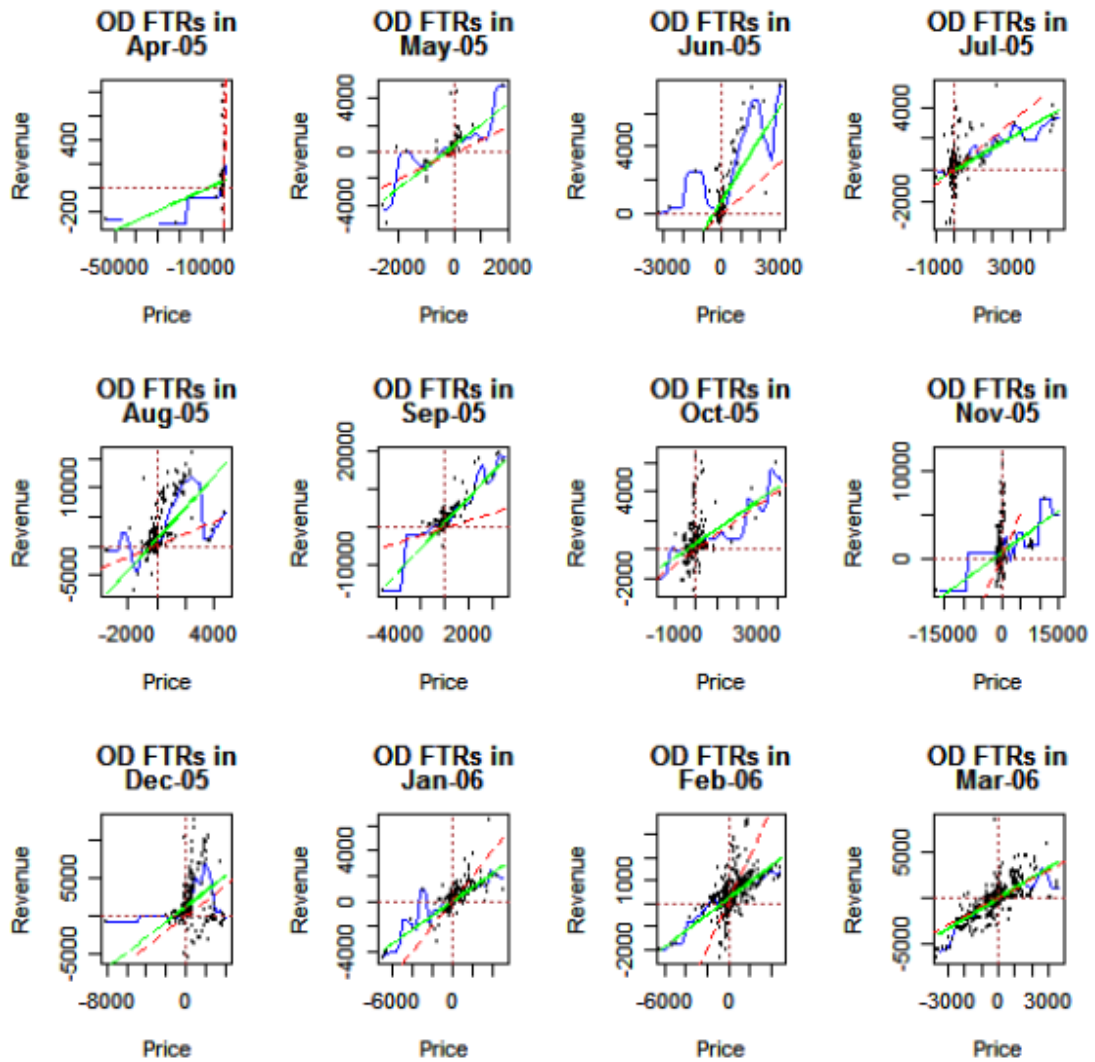 OD FTRs in
Apr-05
Revenue
400
-200
-50000 -10000
Price
OD FTRs in
May-05
Revenue
4000
0
-4000
-2000 0 2000
Price
OD FTRs in
Jun-05
Revenue
4000
0
-3000 0 3000
Price
OD FTRs in
Jul-05
Revenue
4000
0
-2000
-1000 3000
Price
OD FTRs in
Aug-05
Revenue
10000
-5000
-2000 4000
Price
OD FTRs in
Sep-05
Revenue
20000
-10000
-4000 2000
Price
OD FTRs in
Oct-05
Revenue
4000
-2000
-1000 3000
Price
OD FTRs in
Nov-05
Revenue
10000
0
-15000 0 15000
Price
OD FTRs in
Dec-05
Revenue
5000
-5000
-8000 0
Price
OD FTRs in
Jan-06
Revenue
4000
0
-4000
-6000 0
Price
OD FTRs in
Feb-06
Revenue
1000
-2000
-6000 0
Price
OD FTRs in
Mar-06
Revenue
5000
0
-5000
-3000 0 3000
Price